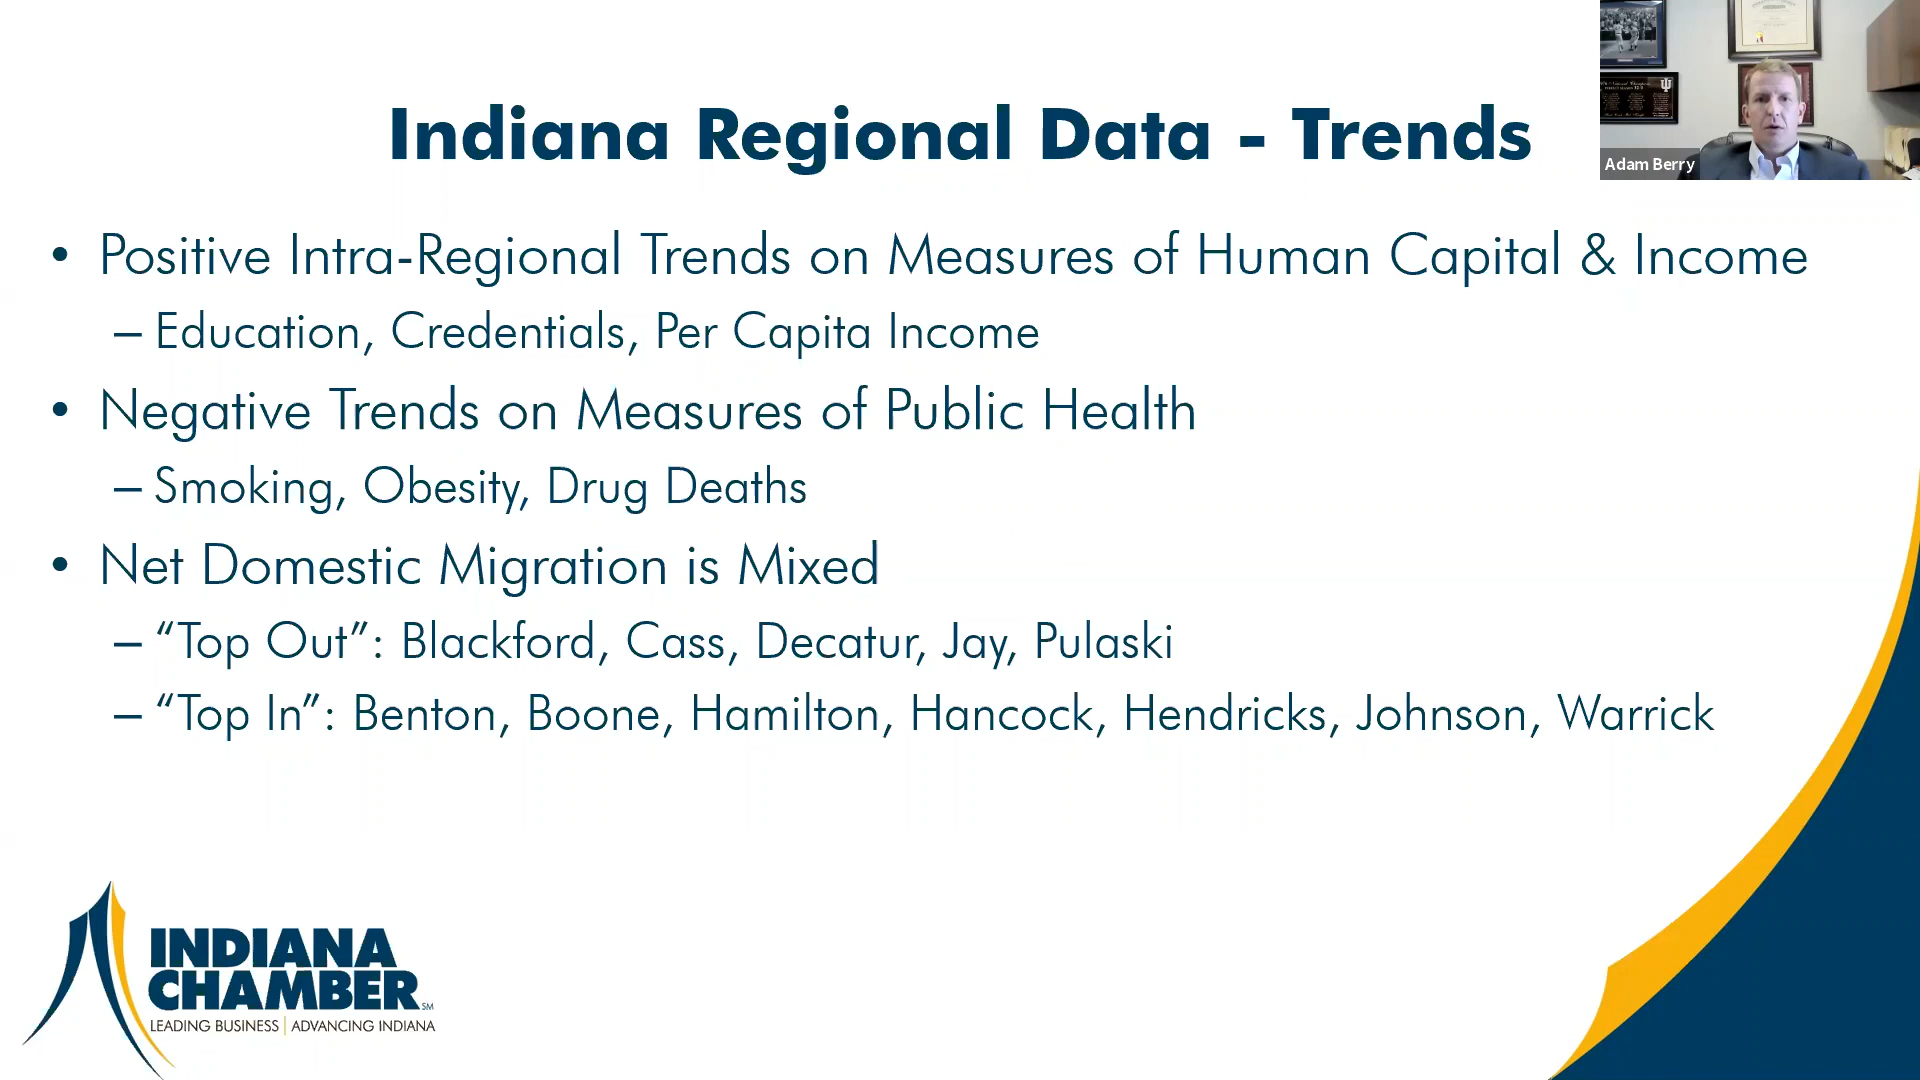 Indiana Regional Data - Trends
Adam Berry
• Positive Intra-Regional Trends on Measures of Human Capital & Income
– Education, Credentials, Per Capita Income
• Negative Trends on Measures of Public Health
– Smoking, Obesity, Drug Deaths
• Net Domestic Migration is Mixed
– “Top Out”: Blackford, Cass, Decatur, Jay, Pulaski
– “Top In”: Benton, Boone, Hamilton, Hancock, Hendricks, Johnson, Warrick
INDIANA
CHAMBER SM
LEADING BUSINESS | ADVANCING INDIANA